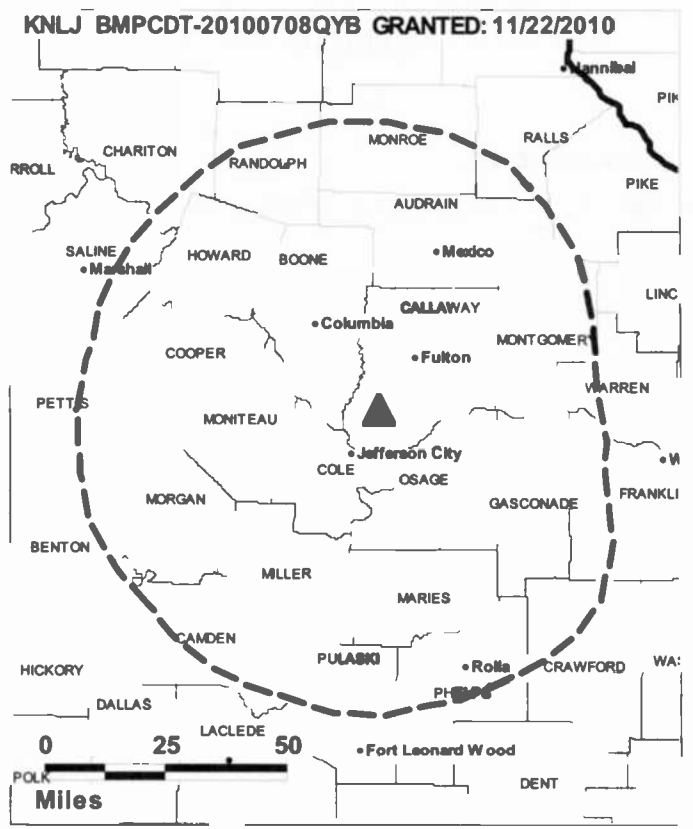 KNLJ BMPCDT-20100708QYB GRANTED: 11/22/2010
Hannibal
PIK
MONROE
RALLS
CHARITON
RANDOLPH
RROLL
PIKE
AUDRAIN
SALINE
HOWARD
BOONE
Mexico
Marshall
LINC
CALLAWAY
Columbia
MONTGOMERY
COOPER
Fulton
WARREN
PETTIS
MONITEAU
Jefferson City
W
COLE
OSAGE
MORGAN
GASCONADE
FRANKLI
BENTON
MILLER
MARIES
CAMDEN
PULASKI
Rolla
CRAWFORD
WAS
HICKORY
PHELPS
DALLAS
LACLEDE
0 25 50
Fort Leonard Wood
POLK
DENT
Miles